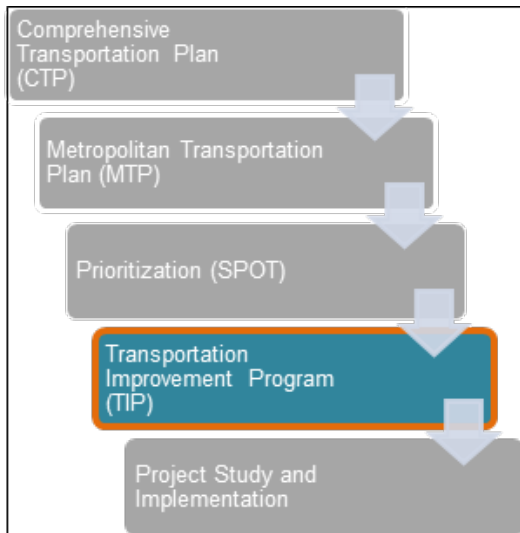 Comprehensive
Transportation Plan
(CTP)
Metropolitan Transportation
Plan (MTP)
Prioritization (SPOT)
Transportation
Improvement Program
(TIP)
Project Study and
Implementation